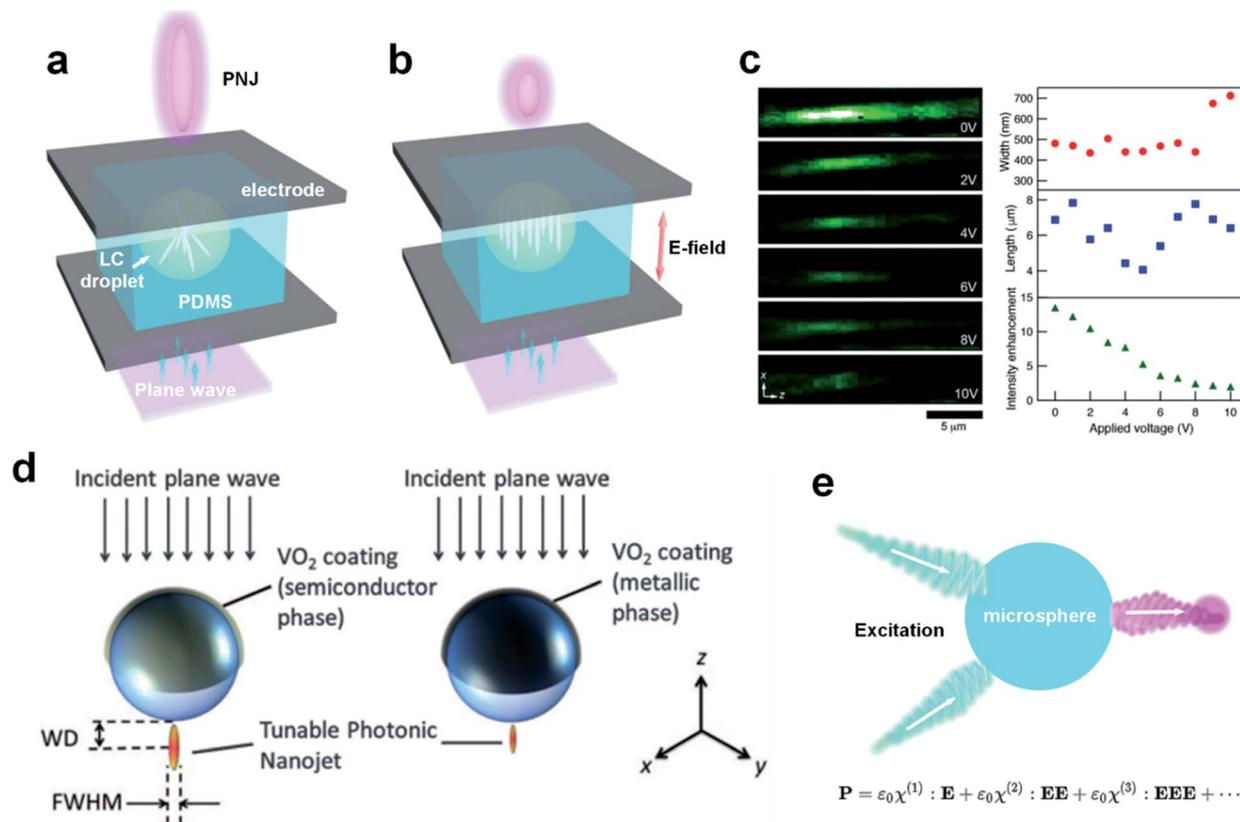 a
PNJ
electrode
LC
droplet
PDMS
Plane wave
b
E-field
c
0V
2V
4V
6V
8V
10V
x
z
5 μm
Width (nm)
700
600
500
400
300
Length (μm)
8
6
4
Intensity enhancement
15
10
5
0
0 2 4 6 8 10
Applied voltage (V)
d
Incident plane wave
VO₂ coating
(semiconductor
phase)
WD
FWHM
Tunable Photonic
Nanojet
Incident plane wave
VO₂ coating
(metallic
phase)
z
x
y
e
Excitation
microsphere
P = ε₀χ⁽¹⁾ : E + ε₀χ⁽²⁾ : EE + ε₀χ⁽³⁾ : EEE + ⋯